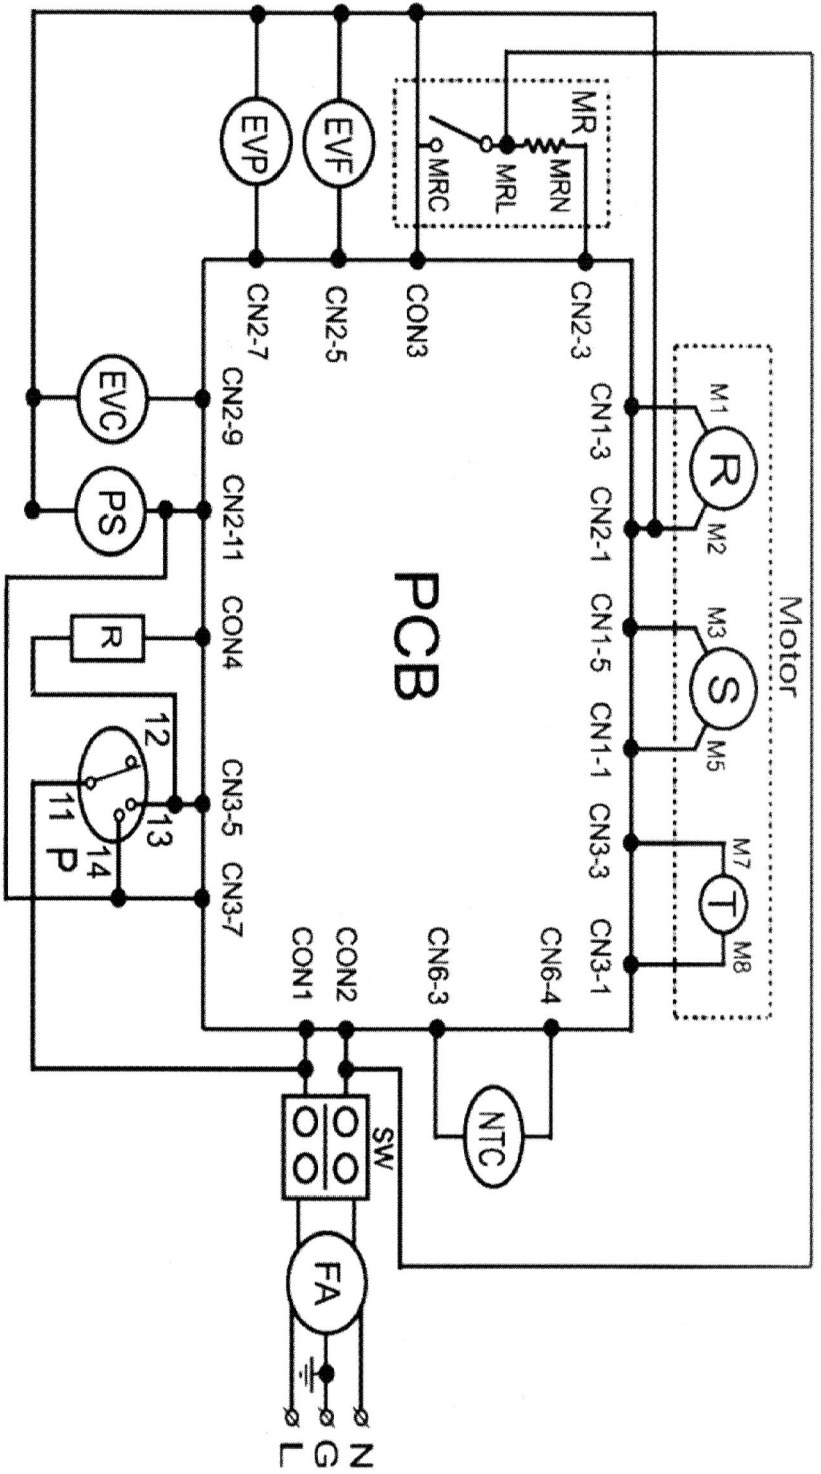 Motor
M1
R
M2
M3
S
M5
M7
T
M8
CN1-3
CN2-1
CN1-5
CN1-1
CN3-3
CN3-1
MR
MRN
MRL
MRC
CN2-3
CON3
CN2-5
CN2-7
EVF
EVP
PCB
CN6-4
CN6-3
NTC
CON2
CON1
SW
FA
N
G
L
CN2-9
CN2-11
CON4
CN3-5
CN3-7
EVC
PS
R
12
13
11
14
P